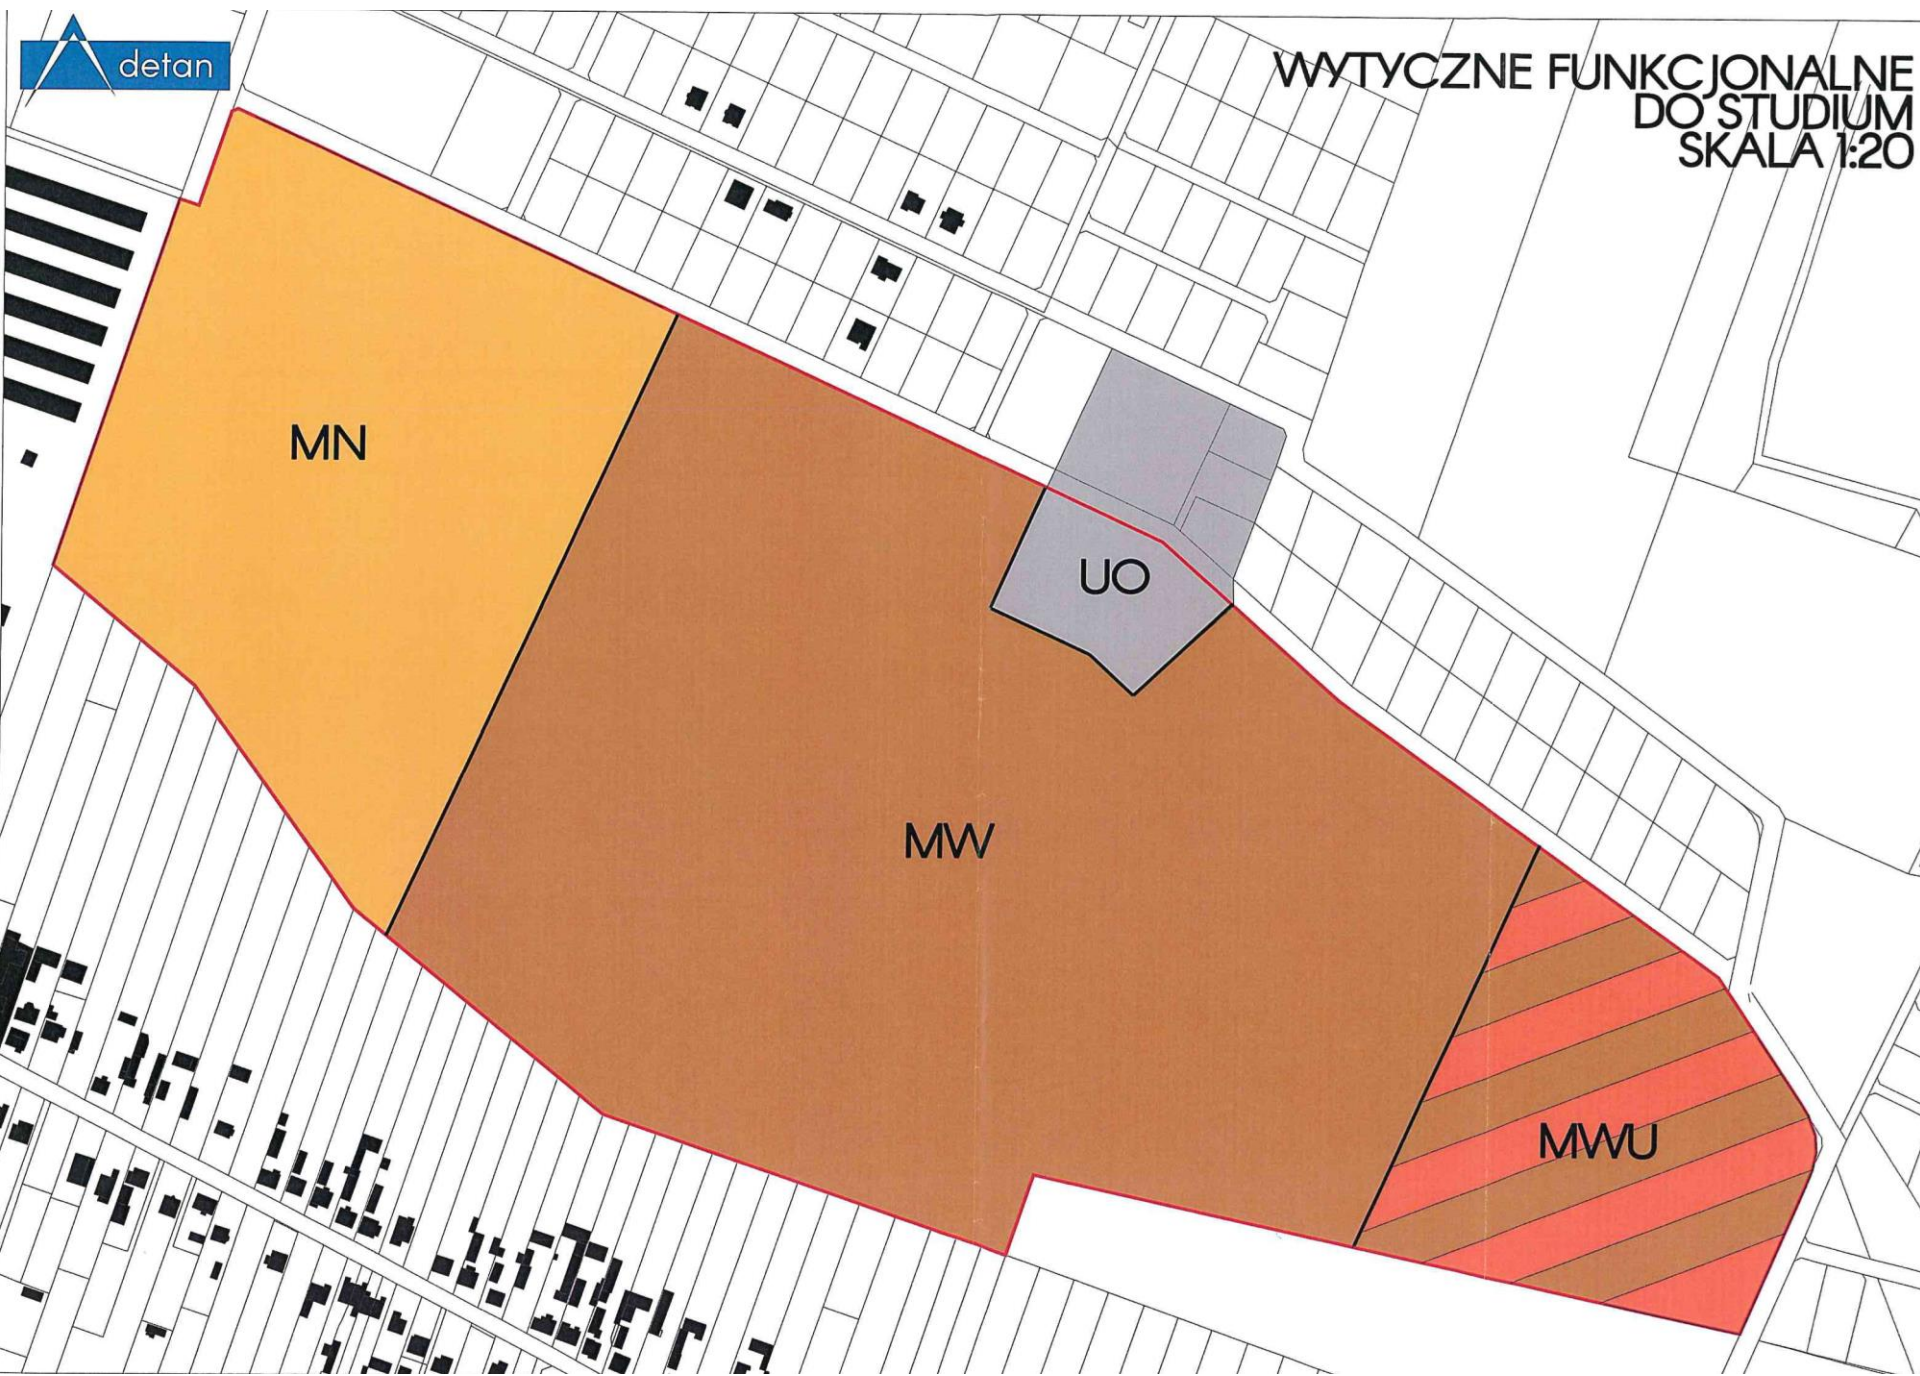 detan
WYTYCZNE FUNKCJONALNE
DO STUDIUM
SKALA 1:20
MN
UO
MW
MWU